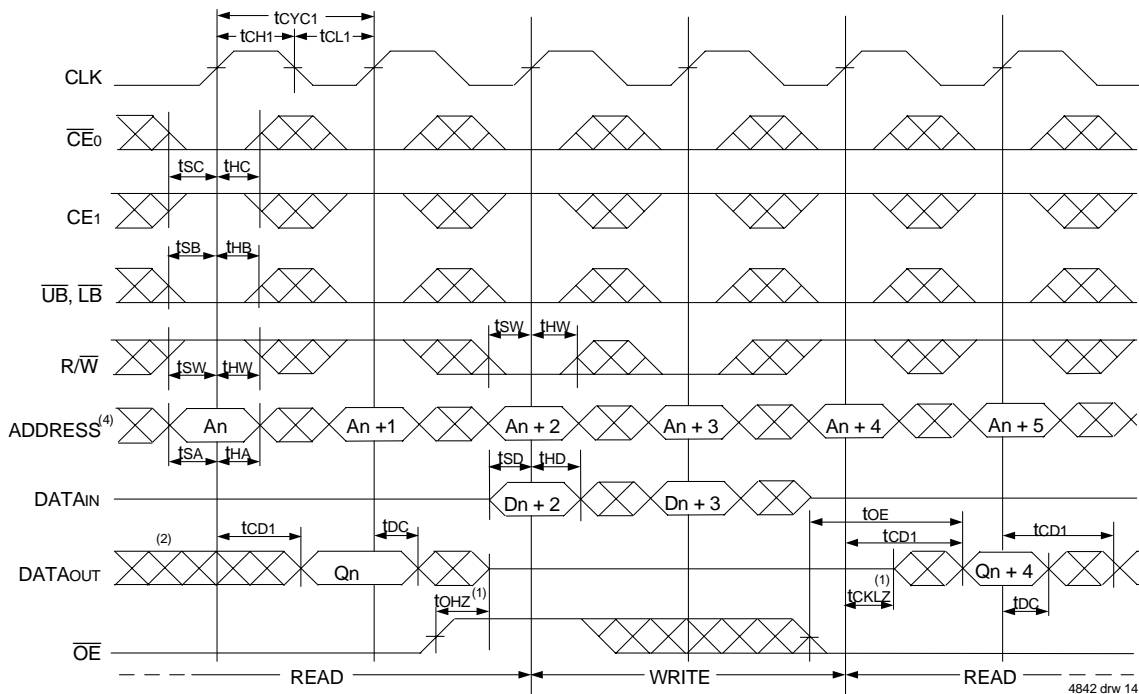 tCYC1
tCH1 tCL1
CLK
CE0
tSC tHC
CE1
tSB tHB
UB, LB
tSW tHW
R/W
tSW tHW
ADDRESS(4) An An +1 An + 2 An + 3 An + 4 An + 5
tSA tHA tSD tHD
DATAIN Dn + 2 Dn + 3
tOE
(2) tCD1 tDC tCD1 tCD1
DATAOUT Qn Qn + 4
tOHZ(1) tCKLZ(1) tDC
OE
READ WRITE READ
4842 drw 14